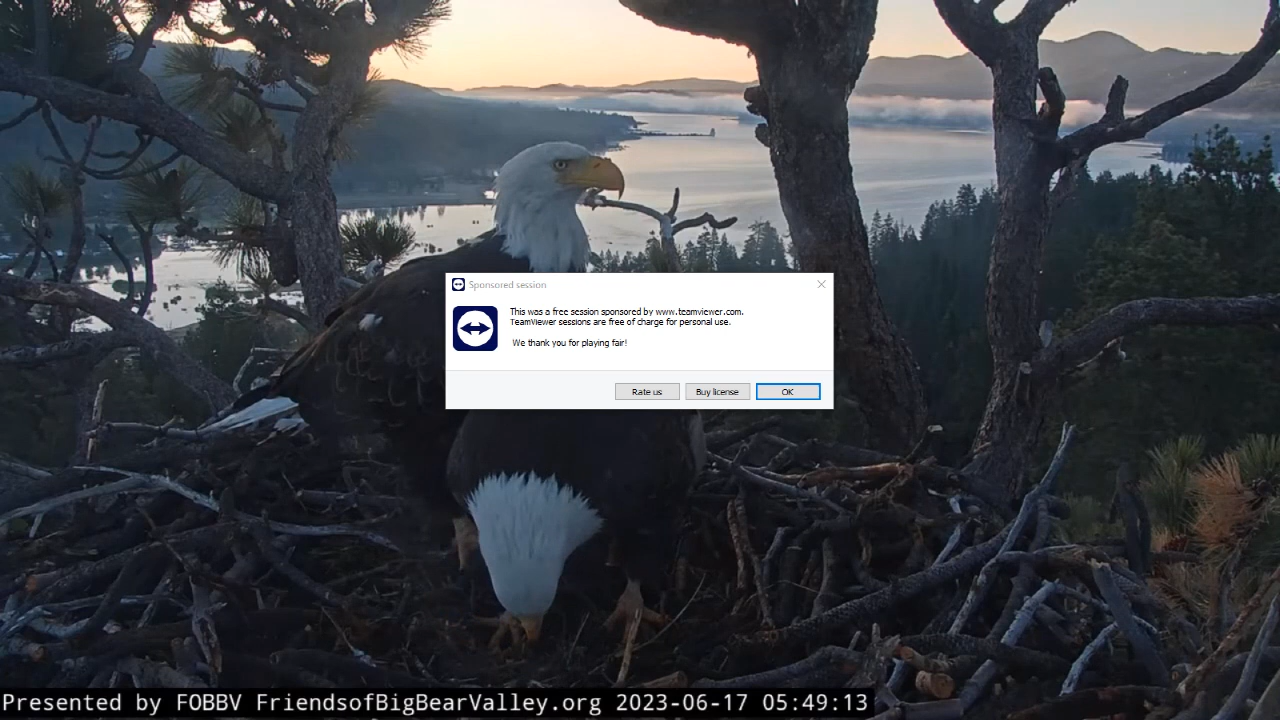 Sponsored session
This was a free session sponsored by www.teamviewer.com.
TeamViewer sessions are free of charge for personal use.
We thank you for playing fair!
Rate us Buy license OK
Presented by FOBBV FriendsofBigBearValley.org 2023-06-17 05:49:13